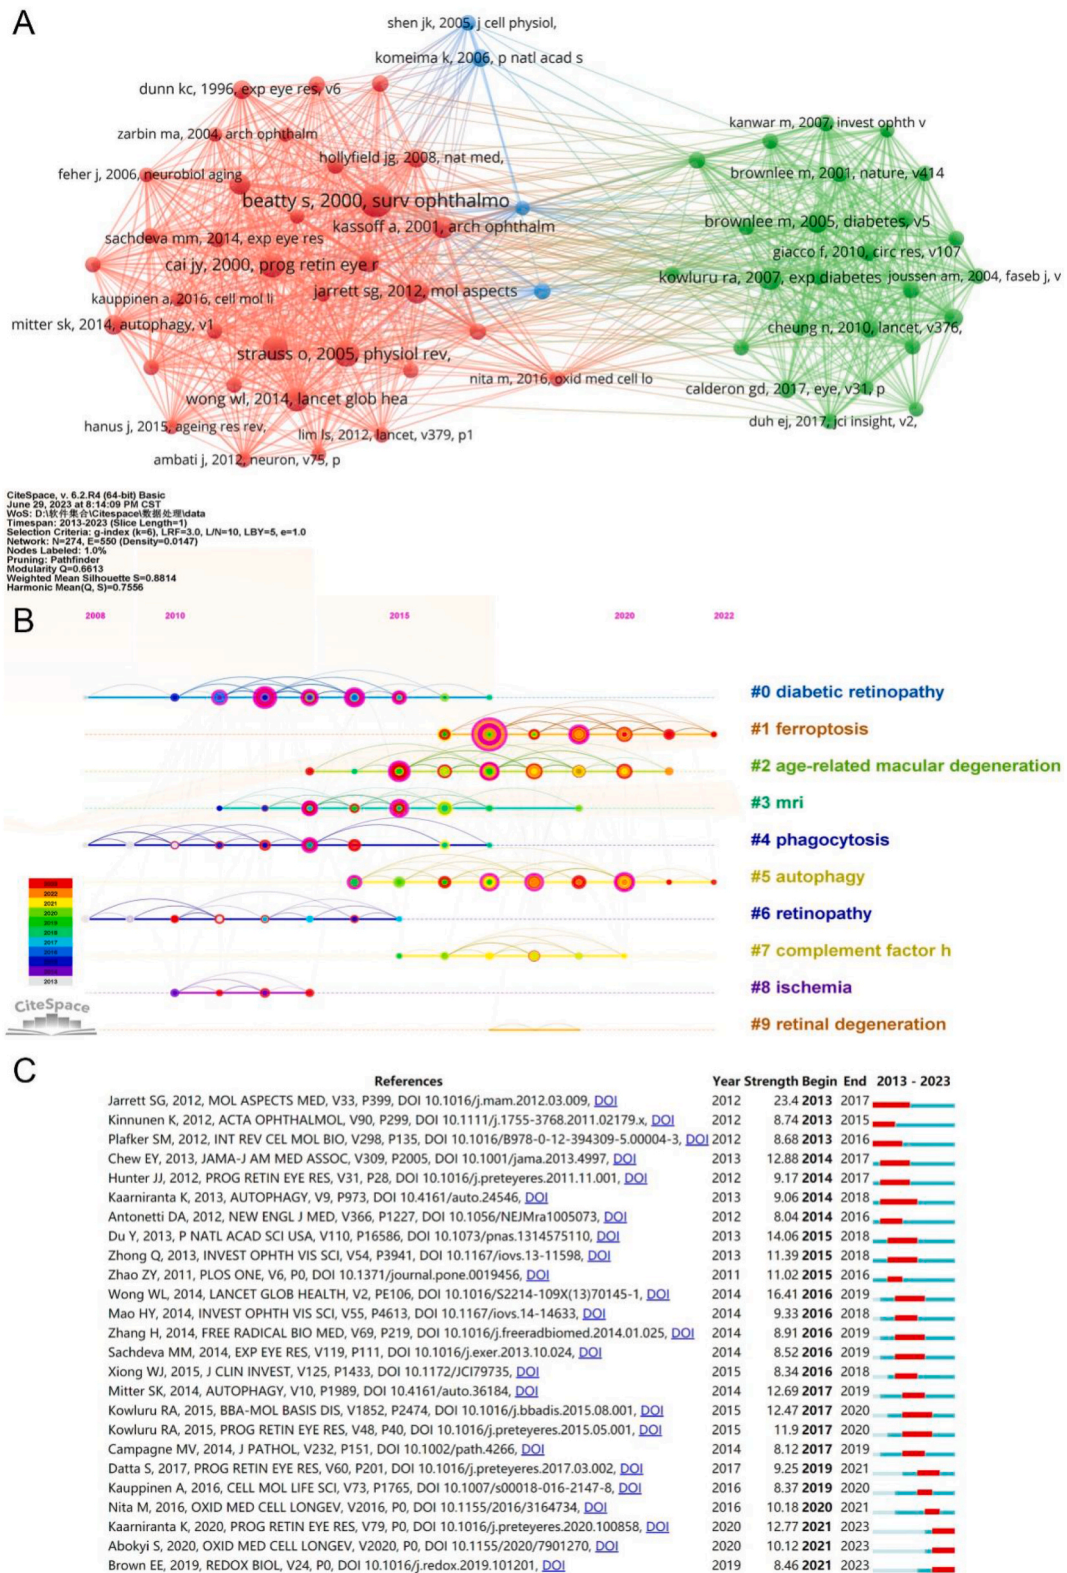 A
shen jk, 2005, j cell physiol,
komeima k, 2006, p natl acad s
dunn kc, 1996, exp eye res, v6
kanwar m, 2007, invest ophth v
zarbin ma, 2004, arch ophthalm
hollyfield jg, 2008, nat med,
feher j, 2006, neurobiol aging
brownlee m, 2001, nature, v414
beatty s, 2000, surv ophthalmo
kassoff a, 2001, arch ophthalm
brownlee m, 2005, diabetes, v5
sachdeva mm, 2014, exp eye res
giacco f, 2010, circ res, v107
cai jy, 2000, prog retin eye r
kowluru ra, 2007, exp diabetes
joussen am, 2004, faseb j, v
jarrett sg, 2012, mol aspects
kauppinen a, 2016, cell mol li
mitter sk, 2014, autophagy, v1
cheung n, 2010, lancet, v376,
strauss o, 2005, physiol rev,
nita m, 2016, oxid med cell lo
wong wl, 2014, lancet glob hea
calderon gd, 2017, eye, v31, p
hanus j, 2015, ageing res rev,
lim ls, 2012, lancet, v379, p1
duh ej, 2017, jci insight, v2,
ambati j, 2012, neuron, v75, p
CiteSpace, v. 6.2.R4 (64-bit) Basic
June 29, 2023 at 8:14:09 PM CST
WoS: D:\软件集合\Citespace\数据处理\data
Timespan: 2013-2023 (Slice Length=1)
Selection Criteria: g-index (k=6), LRF=3.0, L/N=10, LBY=5, e=1.0
Network: N=274, E=550 (Density=0.0147)
Nodes Labeled: 1.0%
Pruning: Pathfinder
Modularity Q=0.6613
Weighted Mean Silhouette S=0.8814
Harmonic Mean(Q, S)=0.7556
B
2008 2010 2015 2020 2022
#0 diabetic retinopathy
#1 ferroptosis
#2 age-related macular degeneration
#3 mri
#4 phagocytosis
#5 autophagy
#6 retinopathy
#7 complement factor h
#8 ischemia
#9 retinal degeneration
2022
2021
2020
2018
2017
2013
CiteSpace
C
References Year Strength Begin End 2013 - 2023
Jarrett SG, 2012, MOL ASPECTS MED, V33, P399, DOI 10.1016/j.mam.2012.03.009, DOI 2012 23.4 2013 2017
Kinnunen K, 2012, ACTA OPHTHALMOL, V90, P299, DOI 10.1111/j.1755-3768.2011.02179.x, DOI 2012 8.74 2013 2015
Plafker SM, 2012, INT REV CEL MOL BIO, V298, P135, DOI 10.1016/B978-0-12-394309-5.00004-3, DOI 2012 8.68 2013 2016
Chew EY, 2013, JAMA-J AM MED ASSOC, V309, P2005, DOI 10.1001/jama.2013.4997, DOI 2013 12.88 2014 2017
Hunter JJ, 2012, PROG RETIN EYE RES, V31, P28, DOI 10.1016/j.preteyeres.2011.11.001, DOI 2012 9.17 2014 2017
Kaarniranta K, 2013, AUTOPHAGY, V9, P973, DOI 10.4161/auto.24546, DOI 2013 9.06 2014 2018
Antonetti DA, 2012, NEW ENGL J MED, V366, P1227, DOI 10.1056/NEJMra1005073, DOI 2012 8.04 2014 2016
Du Y, 2013, P NATL ACAD SCI USA, V110, P16586, DOI 10.1073/pnas.1314575110, DOI 2013 14.06 2015 2018
Zhong Q, 2013, INVEST OPHTH VIS SCI, V54, P3941, DOI 10.1167/iovs.13-11598, DOI 2013 11.39 2015 2018
Zhao ZY, 2011, PLOS ONE, V6, P0, DOI 10.1371/journal.pone.0019456, DOI 2011 11.02 2015 2016
Wong WL, 2014, LANCET GLOB HEALTH, V2, PE106, DOI 10.1016/S2214-109X(13)70145-1, DOI 2014 16.41 2016 2019
Mao HY, 2014, INVEST OPHTH VIS SCI, V55, P4613, DOI 10.1167/iovs.14-14633, DOI 2014 9.33 2016 2018
Zhang H, 2014, FREE RADICAL BIO MED, V69, P219, DOI 10.1016/j.freeradbiomed.2014.01.025, DOI 2014 8.91 2016 2019
Sachdeva MM, 2014, EXP EYE RES, V119, P111, DOI 10.1016/j.exer.2013.10.024, DOI 2014 8.52 2016 2019
Xiong WJ, 2015, J CLIN INVEST, V125, P1433, DOI 10.1172/JCI79735, DOI 2015 8.34 2016 2018
Mitter SK, 2014, AUTOPHAGY, V10, P1989, DOI 10.4161/auto.36184, DOI 2014 12.69 2017 2019
Kowluru RA, 2015, BBA-MOL BASIS DIS, V1852, P2474, DOI 10.1016/j.bbadis.2015.08.001, DOI 2015 12.47 2017 2020
Kowluru RA, 2015, PROG RETIN EYE RES, V48, P40, DOI 10.1016/j.preteyeres.2015.05.001, DOI 2015 11.9 2017 2020
Campagne MV, 2014, J PATHOL, V232, P151, DOI 10.1002/path.4266, DOI 2014 8.12 2017 2019
Datta S, 2017, PROG RETIN EYE RES, V60, P201, DOI 10.1016/j.preteyeres.2017.03.002, DOI 2017 9.25 2019 2021
Kauppinen A, 2016, CELL MOL LIFE SCI, V73, P1765, DOI 10.1007/s00018-016-2147-8, DOI 2016 8.37 2019 2020
Nita M, 2016, OXID MED CELL LONGEV, V2016, P0, DOI 10.1155/2016/3164734, DOI 2016 10.18 2020 2021
Kaarniranta K, 2020, PROG RETIN EYE RES, V79, P0, DOI 10.1016/j.preteyeres.2020.100858, DOI 2020 12.77 2021 2023
Abokyi S, 2020, OXID MED CELL LONGEV, V2020, P0, DOI 10.1155/2020/7901270, DOI 2020 10.12 2021 2023
Brown EE, 2019, REDOX BIOL, V24, P0, DOI 10.1016/j.redox.2019.101201, DOI 2019 8.46 2021 2023